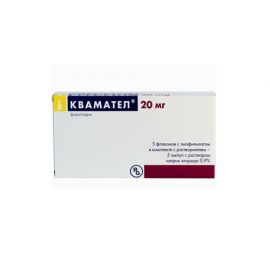 КВАМАТЕЛ® 20 мг
фамотидин
5 флаконов с лиофилизатом
в комплекте с растворителем -
5 ампул с раствором
натрия хлорида 0,9%